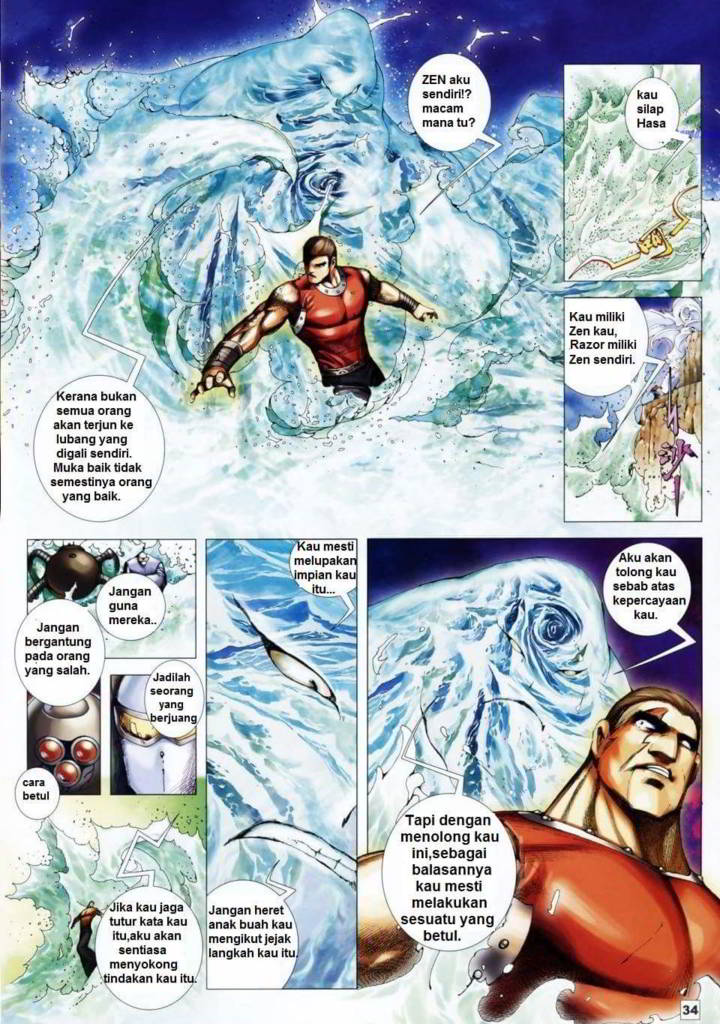 ZEN aku
sendiri!?
macam
mana tu?
kau
silap
Hasa
Kau miliki
Zen kau,
Razor miliki
Zen sendiri.
Kerana bukan
semua orang
akan terjun ke
lubang yang
digali sendiri.
Muka baik tidak
semestinya orang
yang baik.
Jangan
guna
mereka..
Jangan
bergantung
pada orang
yang salah.
Jadilah
seorang
yang
berjuang
cara
betul
Jika kau jaga
tutur kata kau
itu,aku akan
sentiasa
menyokong
tindakan kau itu.
Kau mesti
melupakan
impian kau
itu...
Jangan heret
anak buah kau
mengikut jejak
langkah kau itu.
Aku akan
tolong kau
sebab atas
kepercayaan
kau.
Tapi dengan
menolong kau
ini,sebagai
balasannya
kau mesti
melakukan
sesuatu yang
betul.
34